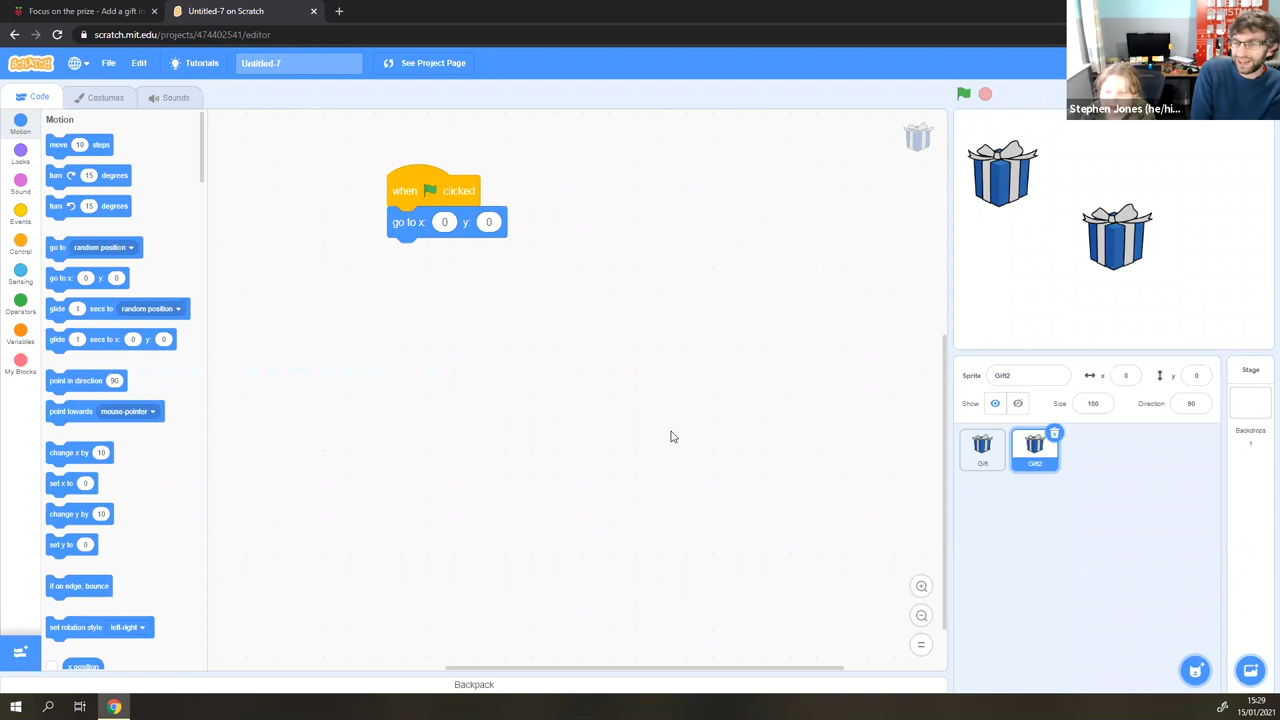 Focus on the prize - Add a gift in
Untitled-7 on Scratch
scratch.mit.edu/projects/474402541/editor
SCRATCH
File
Edit
Tutorials
Untitled-7
See Project Page
CHRISTMAS
Stephen Jones (he/hi...
Code
Costumes
Sounds
Motion
Looks
Sound
Events
Control
Sensing
Operators
Variables
My Blocks
Motion
move 10 steps
turn 15 degrees
turn 15 degrees
go to random position
go to x: 0 y: 0
glide 1 secs to random position
glide 1 secs to x: 0 y: 0
point in direction 90
point towards mouse-pointer
change x by 10
set x to 0
change y by 10
set y to 0
if on edge, bounce
set rotation style left-right
x position
when clicked
go to x: 0 y: 0
Sprite Gift2 x 0 y 0
Show Size 150 Direction 90
Gift
Gift2
Stage
Backdrops
1
Backpack
15:29
15/01/2021